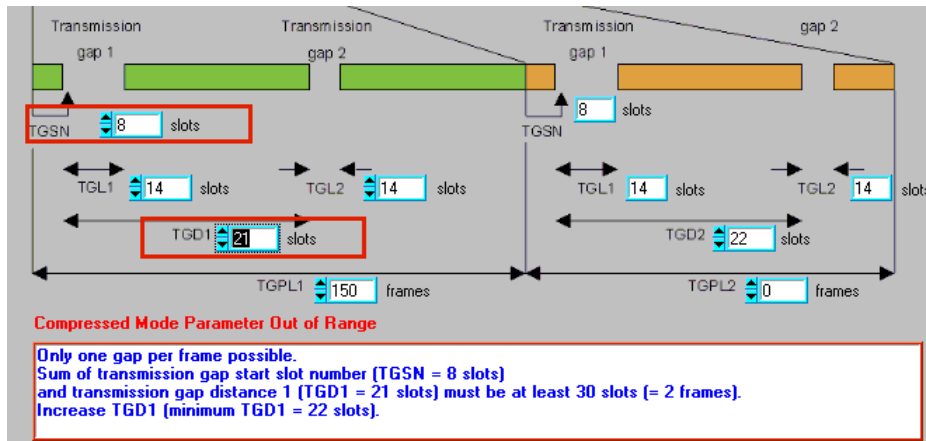 Transmission Transmission Transmission gap 2
gap 1 gap 2 gap 1
TGSN 8 slots TGSN 8 slots
TGL1 14 slots TGL2 14 slots TGL1 14 slots TGL2 14 slots
TGD1 21 slots TGD2 22 slots
TGPL1 150 frames TGPL2 0 frames
Compressed Mode Parameter Out of Range
Only one gap per frame possible.
Sum of transmission gap start slot number (TGSN = 8 slots)
and transmission gap distance 1 (TGD1 = 21 slots) must be at least 30 slots (= 2 frames).
Increase TGD1 (minimum TGD1 = 22 slots).